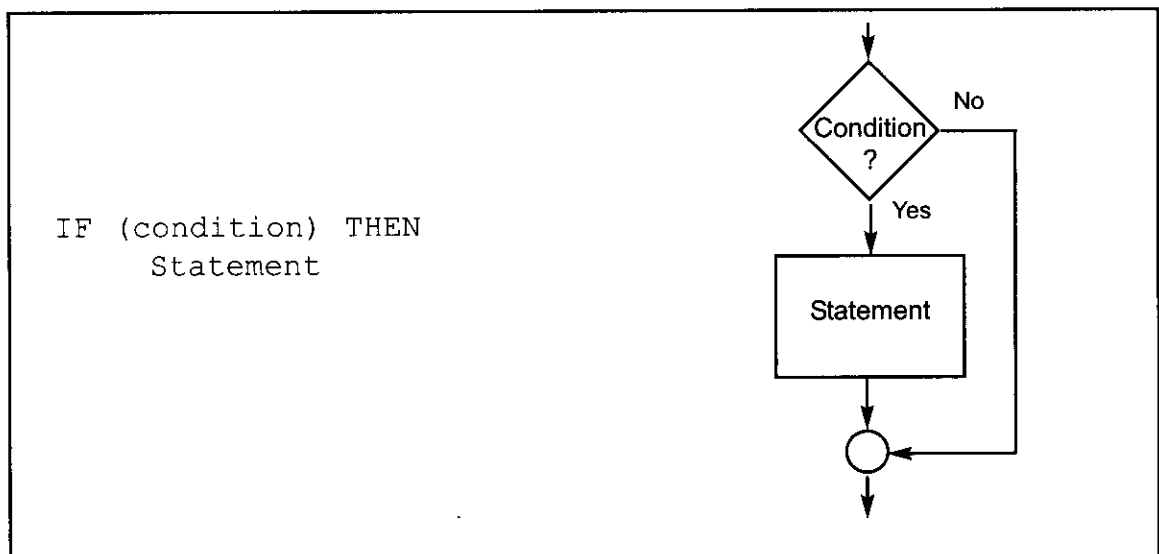 IF (condition) THEN
Statement
No
Condition
?
Yes
Statement